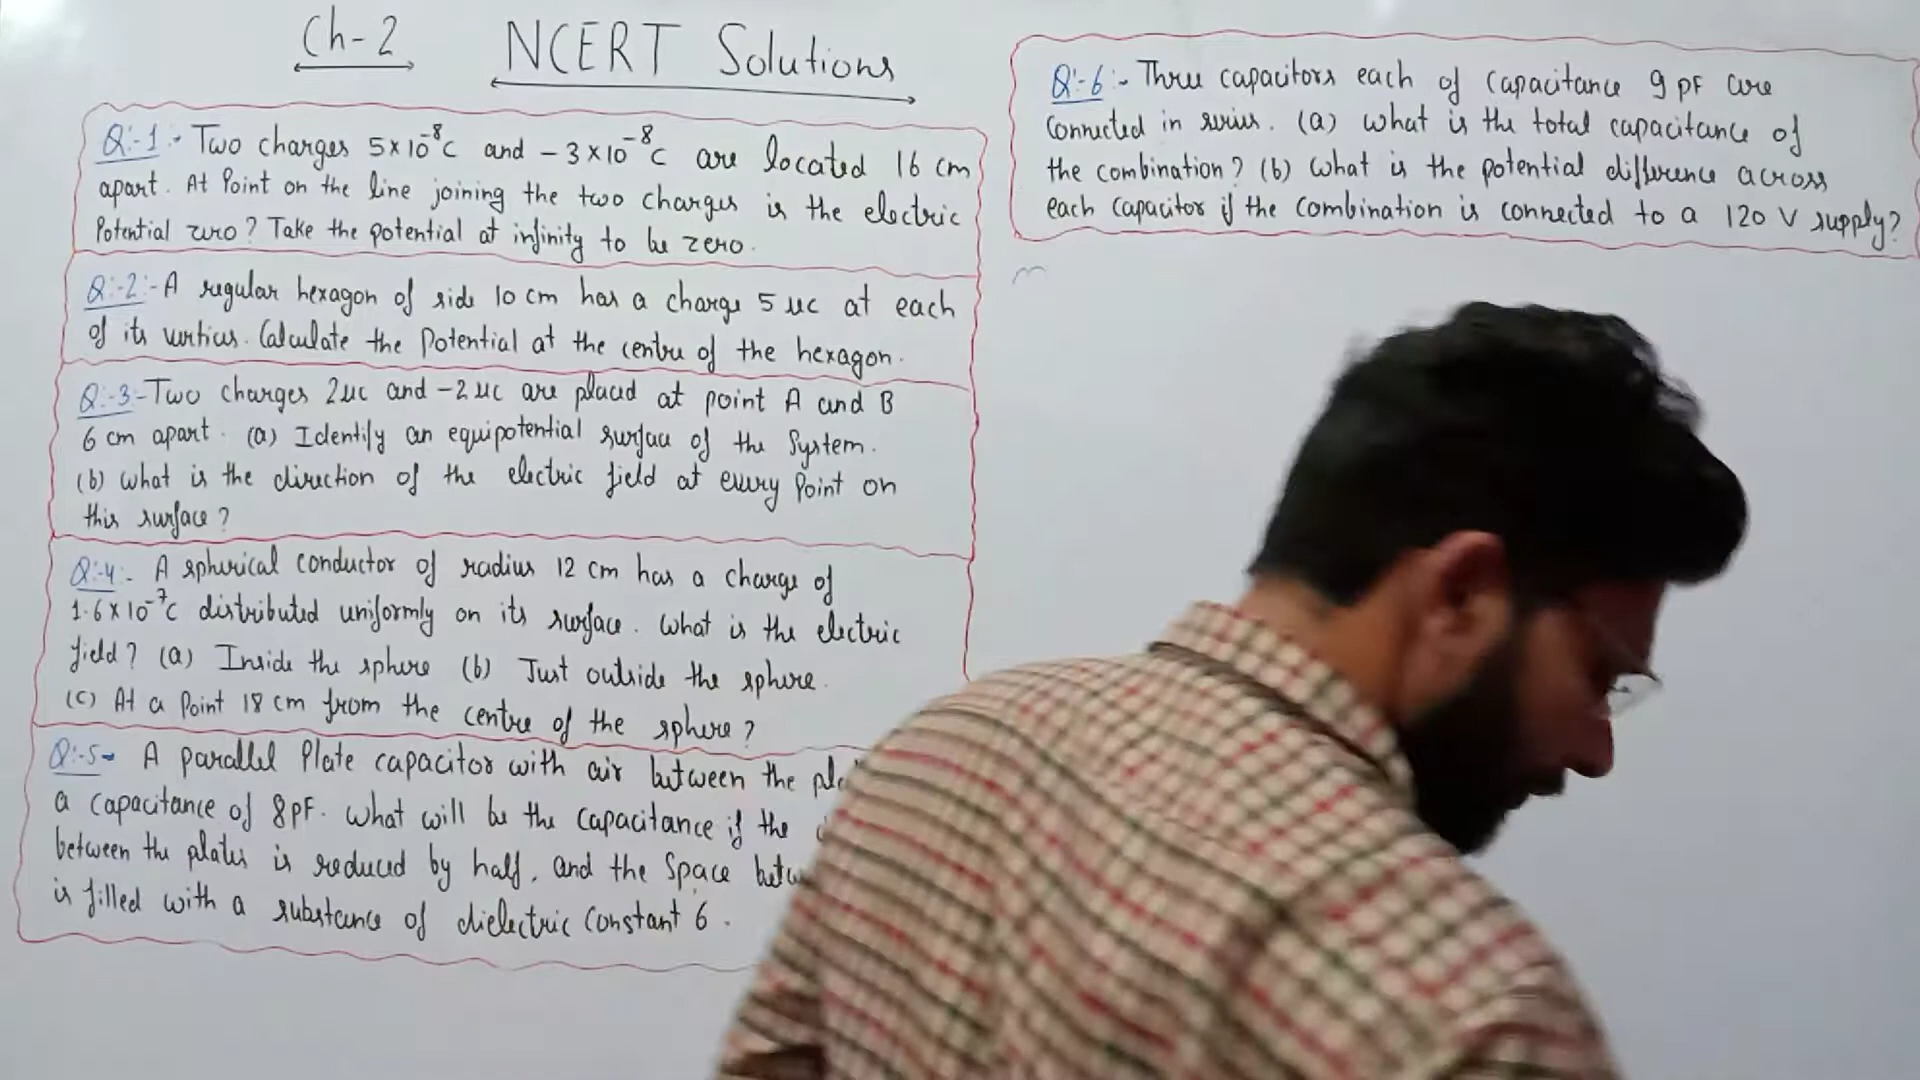 Ch-2 NCERT Solutions
Q:-1:- Two charges 5×10⁻⁸C and -3×10⁻⁸C are located 16 cm
apart. At Point on the line joining the two charges is the electric
Potential zero? Take the potential at infinity to be zero.
Q:-2:- A regular hexagon of side 10 cm has a charge 5 μc at each
of its vertices. Calculate the Potential at the centre of the hexagon.
Q:-3:- Two charges 2μc and -2μc are placed at point A and B
6 cm apart. (a) Identify an equipotential surface of the System.
(b) what is the direction of the electric field at every Point on
this surface?
Q:-4:- A spherical conductor of radius 12 cm has a charge of
1.6×10⁻⁷C distributed uniformly on its surface. what is the electric
field? (a) Inside the sphere (b) Just outside the sphere.
(c) At a Point 18 cm from the centre of the sphere?
Q:-5- A parallel Plate capacitor with air between the
a capacitance of 8pF. what will be the capacitance if the
between the plates is reduced by half, and the Space
is filled with a substance of dielectric Constant 6.
Q:-6:- Three capacitors each of Capacitance 9 pF are
Connected in series. (a) what is the total capacitance of
the combination? (b) what is the potential difference across
each capacitor if the Combination is connected to a 120 V supply?